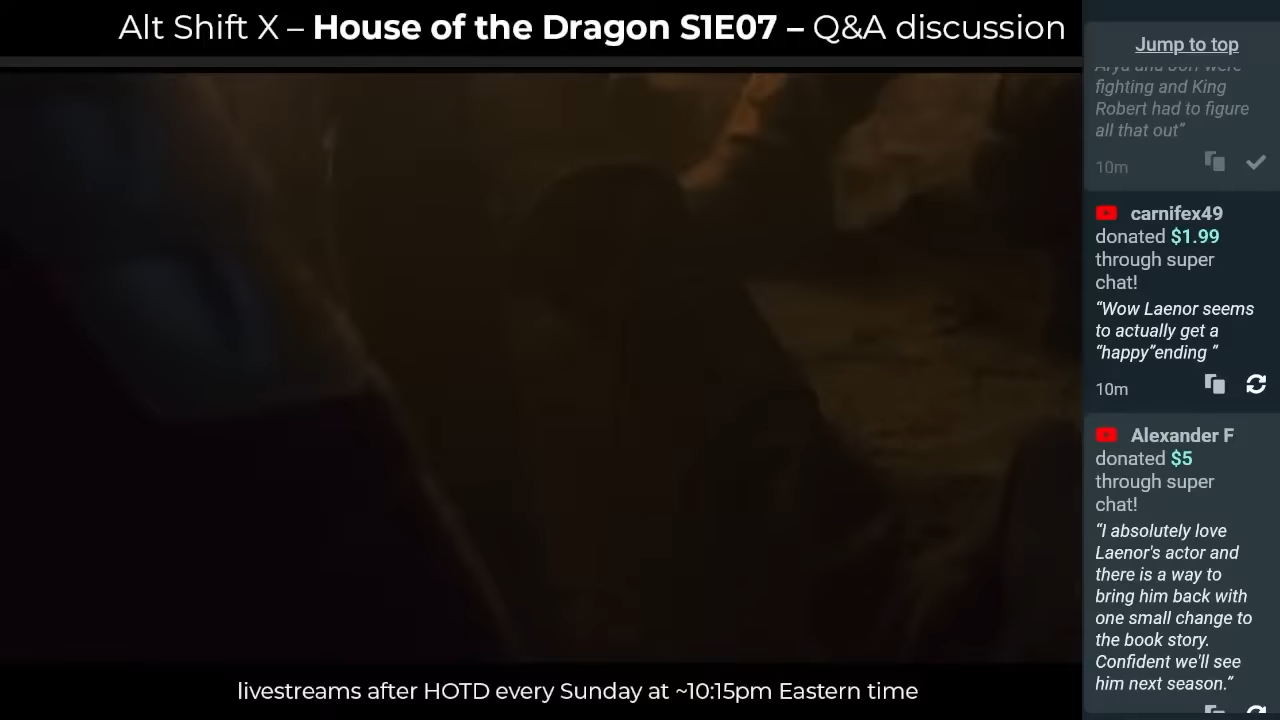 Alt Shift X – House of the Dragon S1E07 – Q&A discussion
Jump to top
Arya and Jon were
fighting and King
Robert had to figure
all that out”
10m
carnifex49
donated $1.99
through super
chat!
“Wow Laenor seems
to actually get a
“happy”ending ”
10m
Alexander F
donated $5
through super
chat!
“I absolutely love
Laenor's actor and
there is a way to
bring him back with
one small change to
the book story.
Confident we'll see
him next season.”
livestreams after HOTD every Sunday at ~10:15pm Eastern time